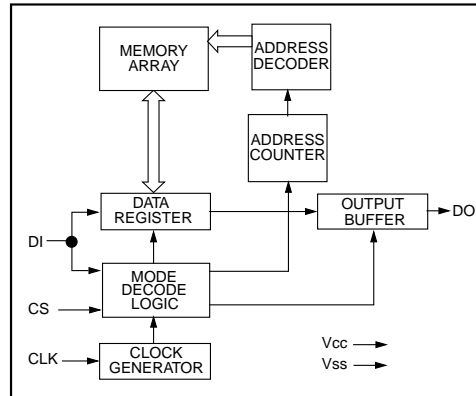 MEMORY
ARRAY
ADDRESS
DECODER
ADDRESS
COUNTER
DATA
REGISTER
OUTPUT
BUFFER
DO
DI
MODE
DECODE
LOGIC
CS
CLK
CLOCK
GENERATOR
Vcc
Vss